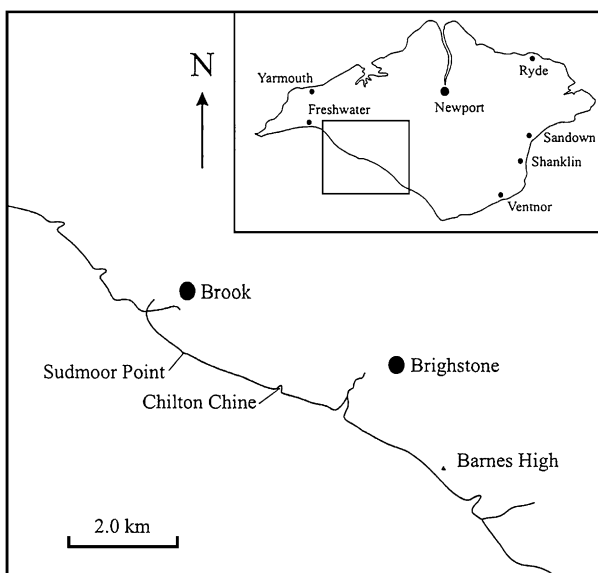 N
Yarmouth
Freshwater
Newport
Ryde
Sandown
Shanklin
Ventnor
Brook
Sudmoor Point
Chilton Chine
Brighstone
Barnes High
2.0 km